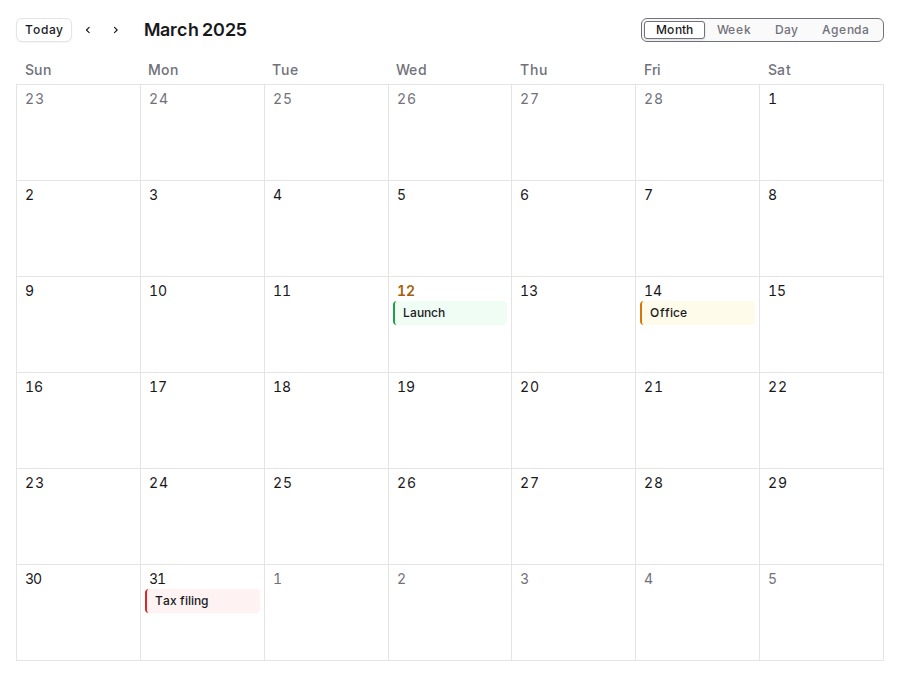 Today ‹ › March 2025 Month Week Day Agenda
Sun Mon Tue Wed Thu Fri Sat
23 24 25 26 27 28 1
2 3 4 5 6 7 8
9 10 11 12 13 14 15
Launch Office
16 17 18 19 20 21 22
23 24 25 26 27 28 29
30 31 1 2 3 4 5
Tax filing